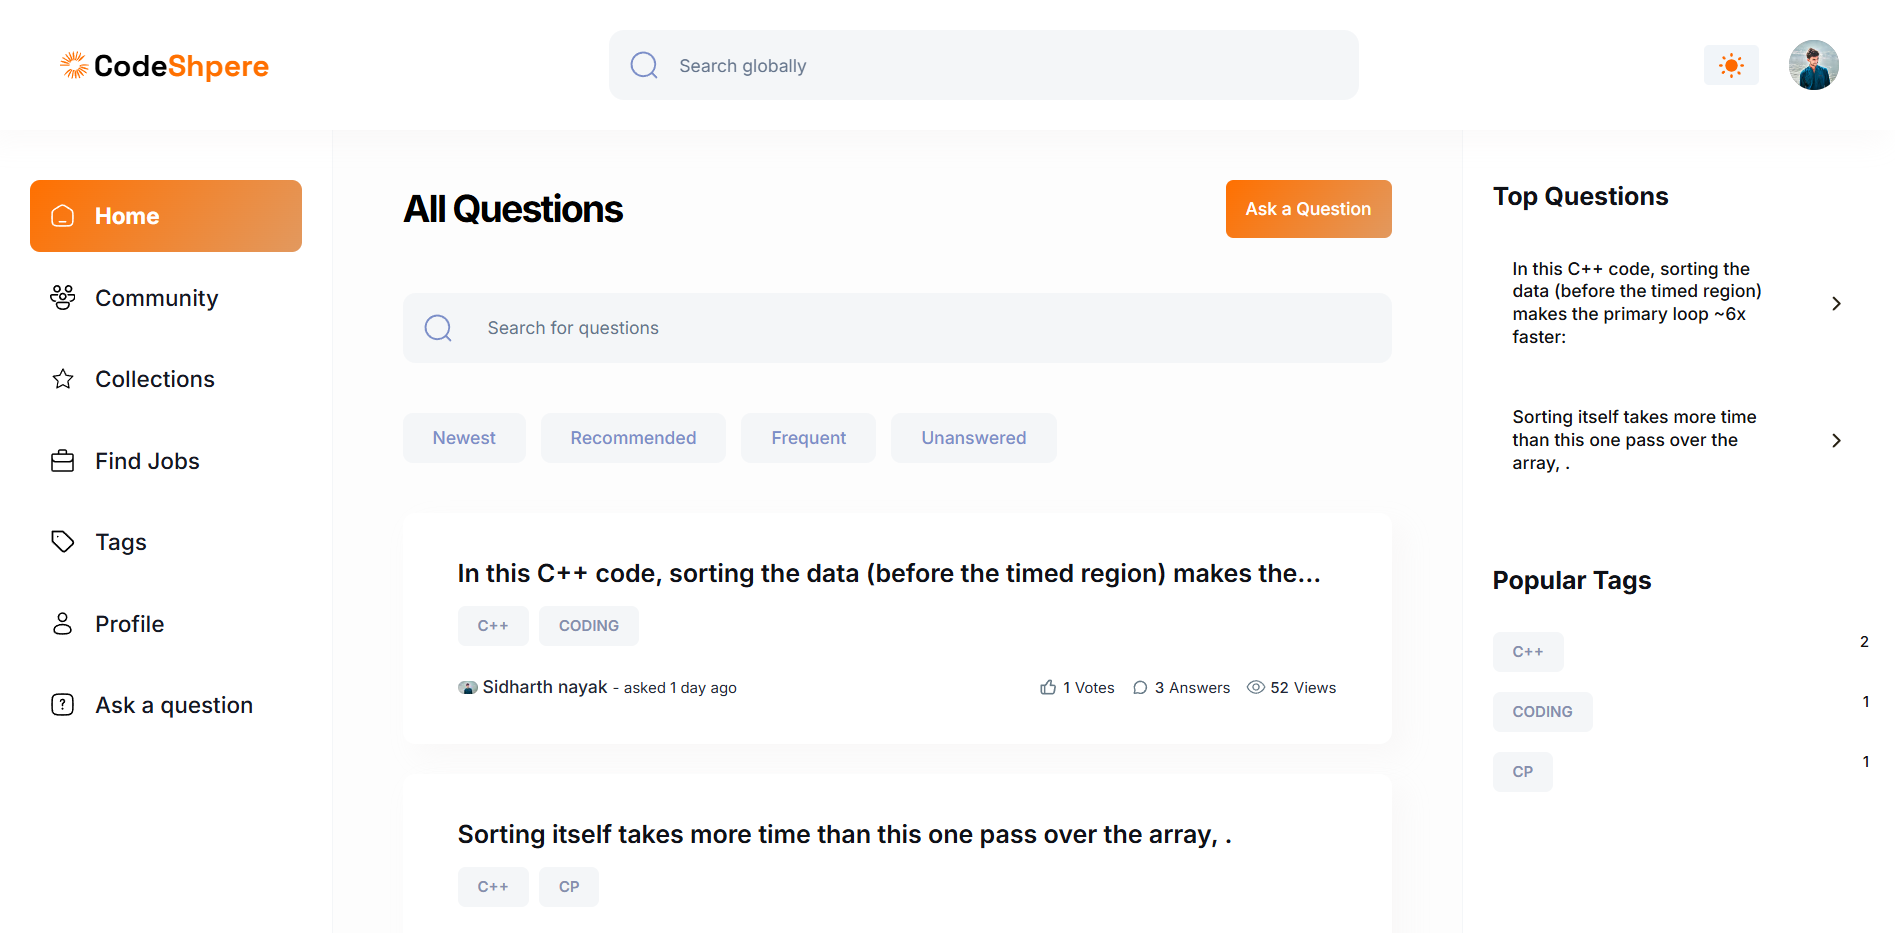 CodeShpere
Search globally
Home
Community
Collections
Find Jobs
Tags
Profile
Ask a question
All Questions
Ask a Question
Search for questions
Newest
Recommended
Frequent
Unanswered
In this C++ code, sorting the data (before the timed region) makes the...
C++
CODING
Sidharth nayak - asked 1 day ago
1 Votes
3 Answers
52 Views
Sorting itself takes more time than this one pass over the array, .
C++
CP
Top Questions
In this C++ code, sorting the
data (before the timed region)
makes the primary loop ~6x
faster:
Sorting itself takes more time
than this one pass over the
array, .
Popular Tags
C++ 2
CODING 1
CP 1